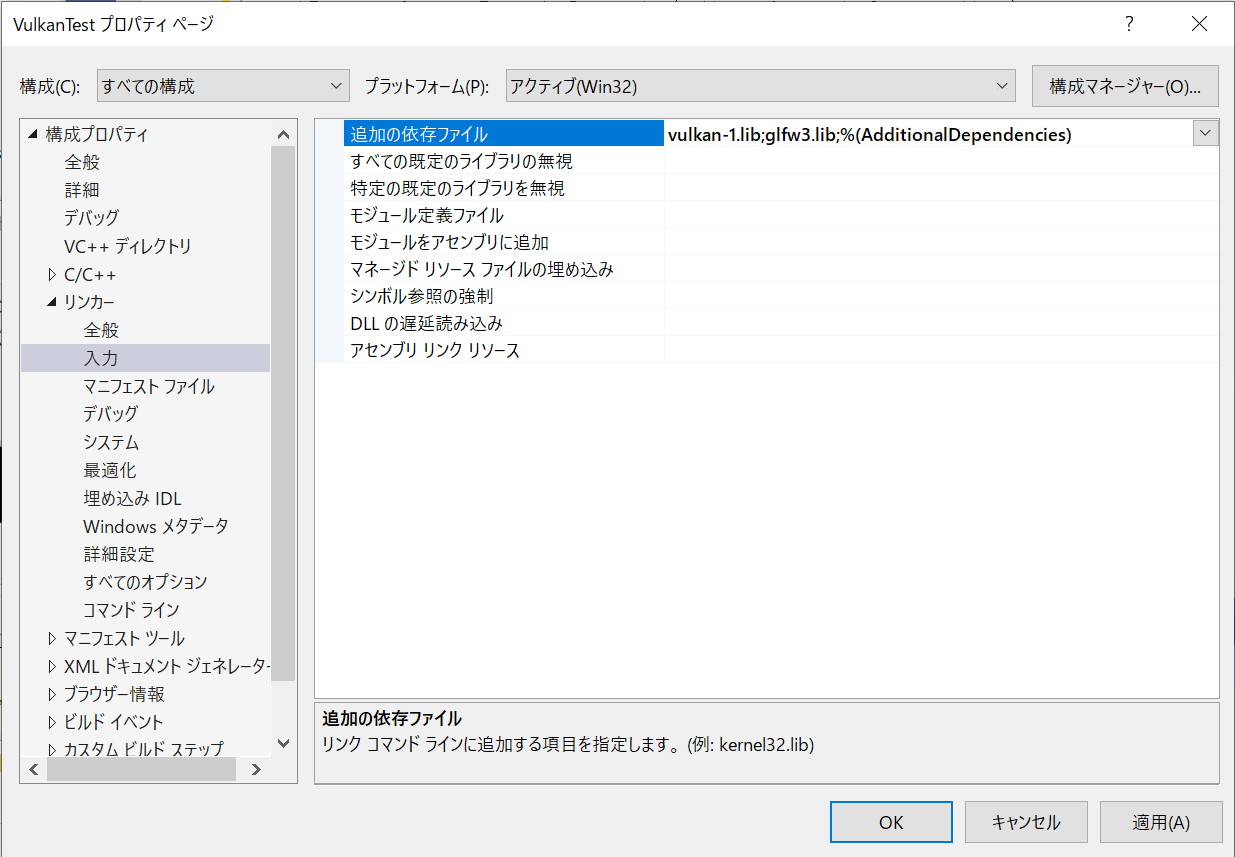 VulkanTest プロパティ ページ
?
構成(C): すべての構成 プラットフォーム(P): アクティブ(Win32) 構成マネージャー(O)...
構成プロパティ
全般
詳細
デバッグ
VC++ ディレクトリ
C/C++
リンカー
全般
入力
マニフェスト ファイル
デバッグ
システム
最適化
埋め込み IDL
Windows メタデータ
詳細設定
すべてのオプション
コマンド ライン
マニフェスト ツール
XML ドキュメント ジェネレーター
ブラウザー情報
ビルド イベント
カスタム ビルド ステップ
追加の依存ファイル vulkan-1.lib;glfw3.lib;%(AdditionalDependencies)
すべての既定のライブラリの無視
特定の既定のライブラリを無視
モジュール定義ファイル
モジュールをアセンブリに追加
マネージド リソース ファイルの埋め込み
シンボル参照の強制
DLL の遅延読み込み
アセンブリ リンク リソース
追加の依存ファイル
リンク コマンド ラインに追加する項目を指定します。(例: kernel32.lib)
OK キャンセル 適用(A)